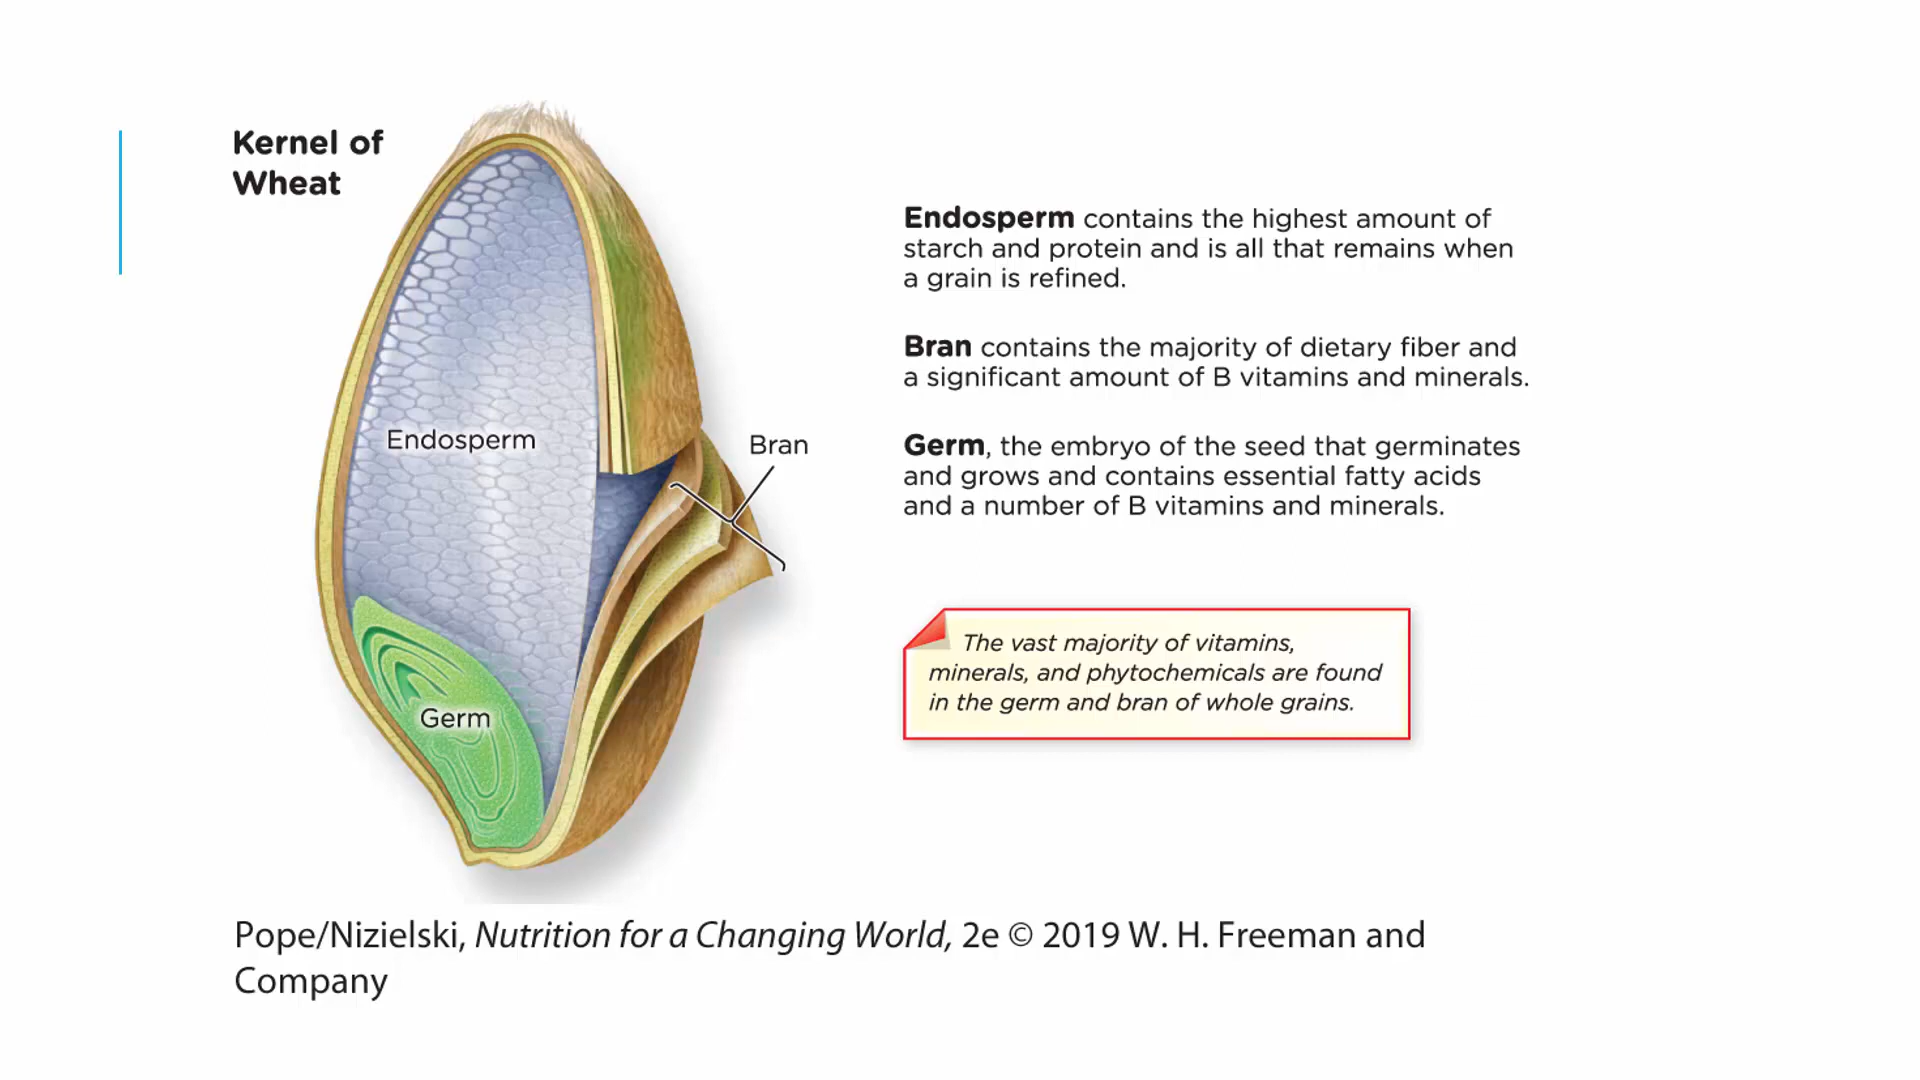 Kernel of
Wheat
Endosperm contains the highest amount of
starch and protein and is all that remains when
a grain is refined.
Bran contains the majority of dietary fiber and
a significant amount of B vitamins and minerals.
Endosperm
Bran
Germ, the embryo of the seed that germinates
and grows and contains essential fatty acids
and a number of B vitamins and minerals.
The vast majority of vitamins,
minerals, and phytochemicals are found
in the germ and bran of whole grains.
Germ
Pope/Nizielski, Nutrition for a Changing World, 2e © 2019 W. H. Freeman and
Company